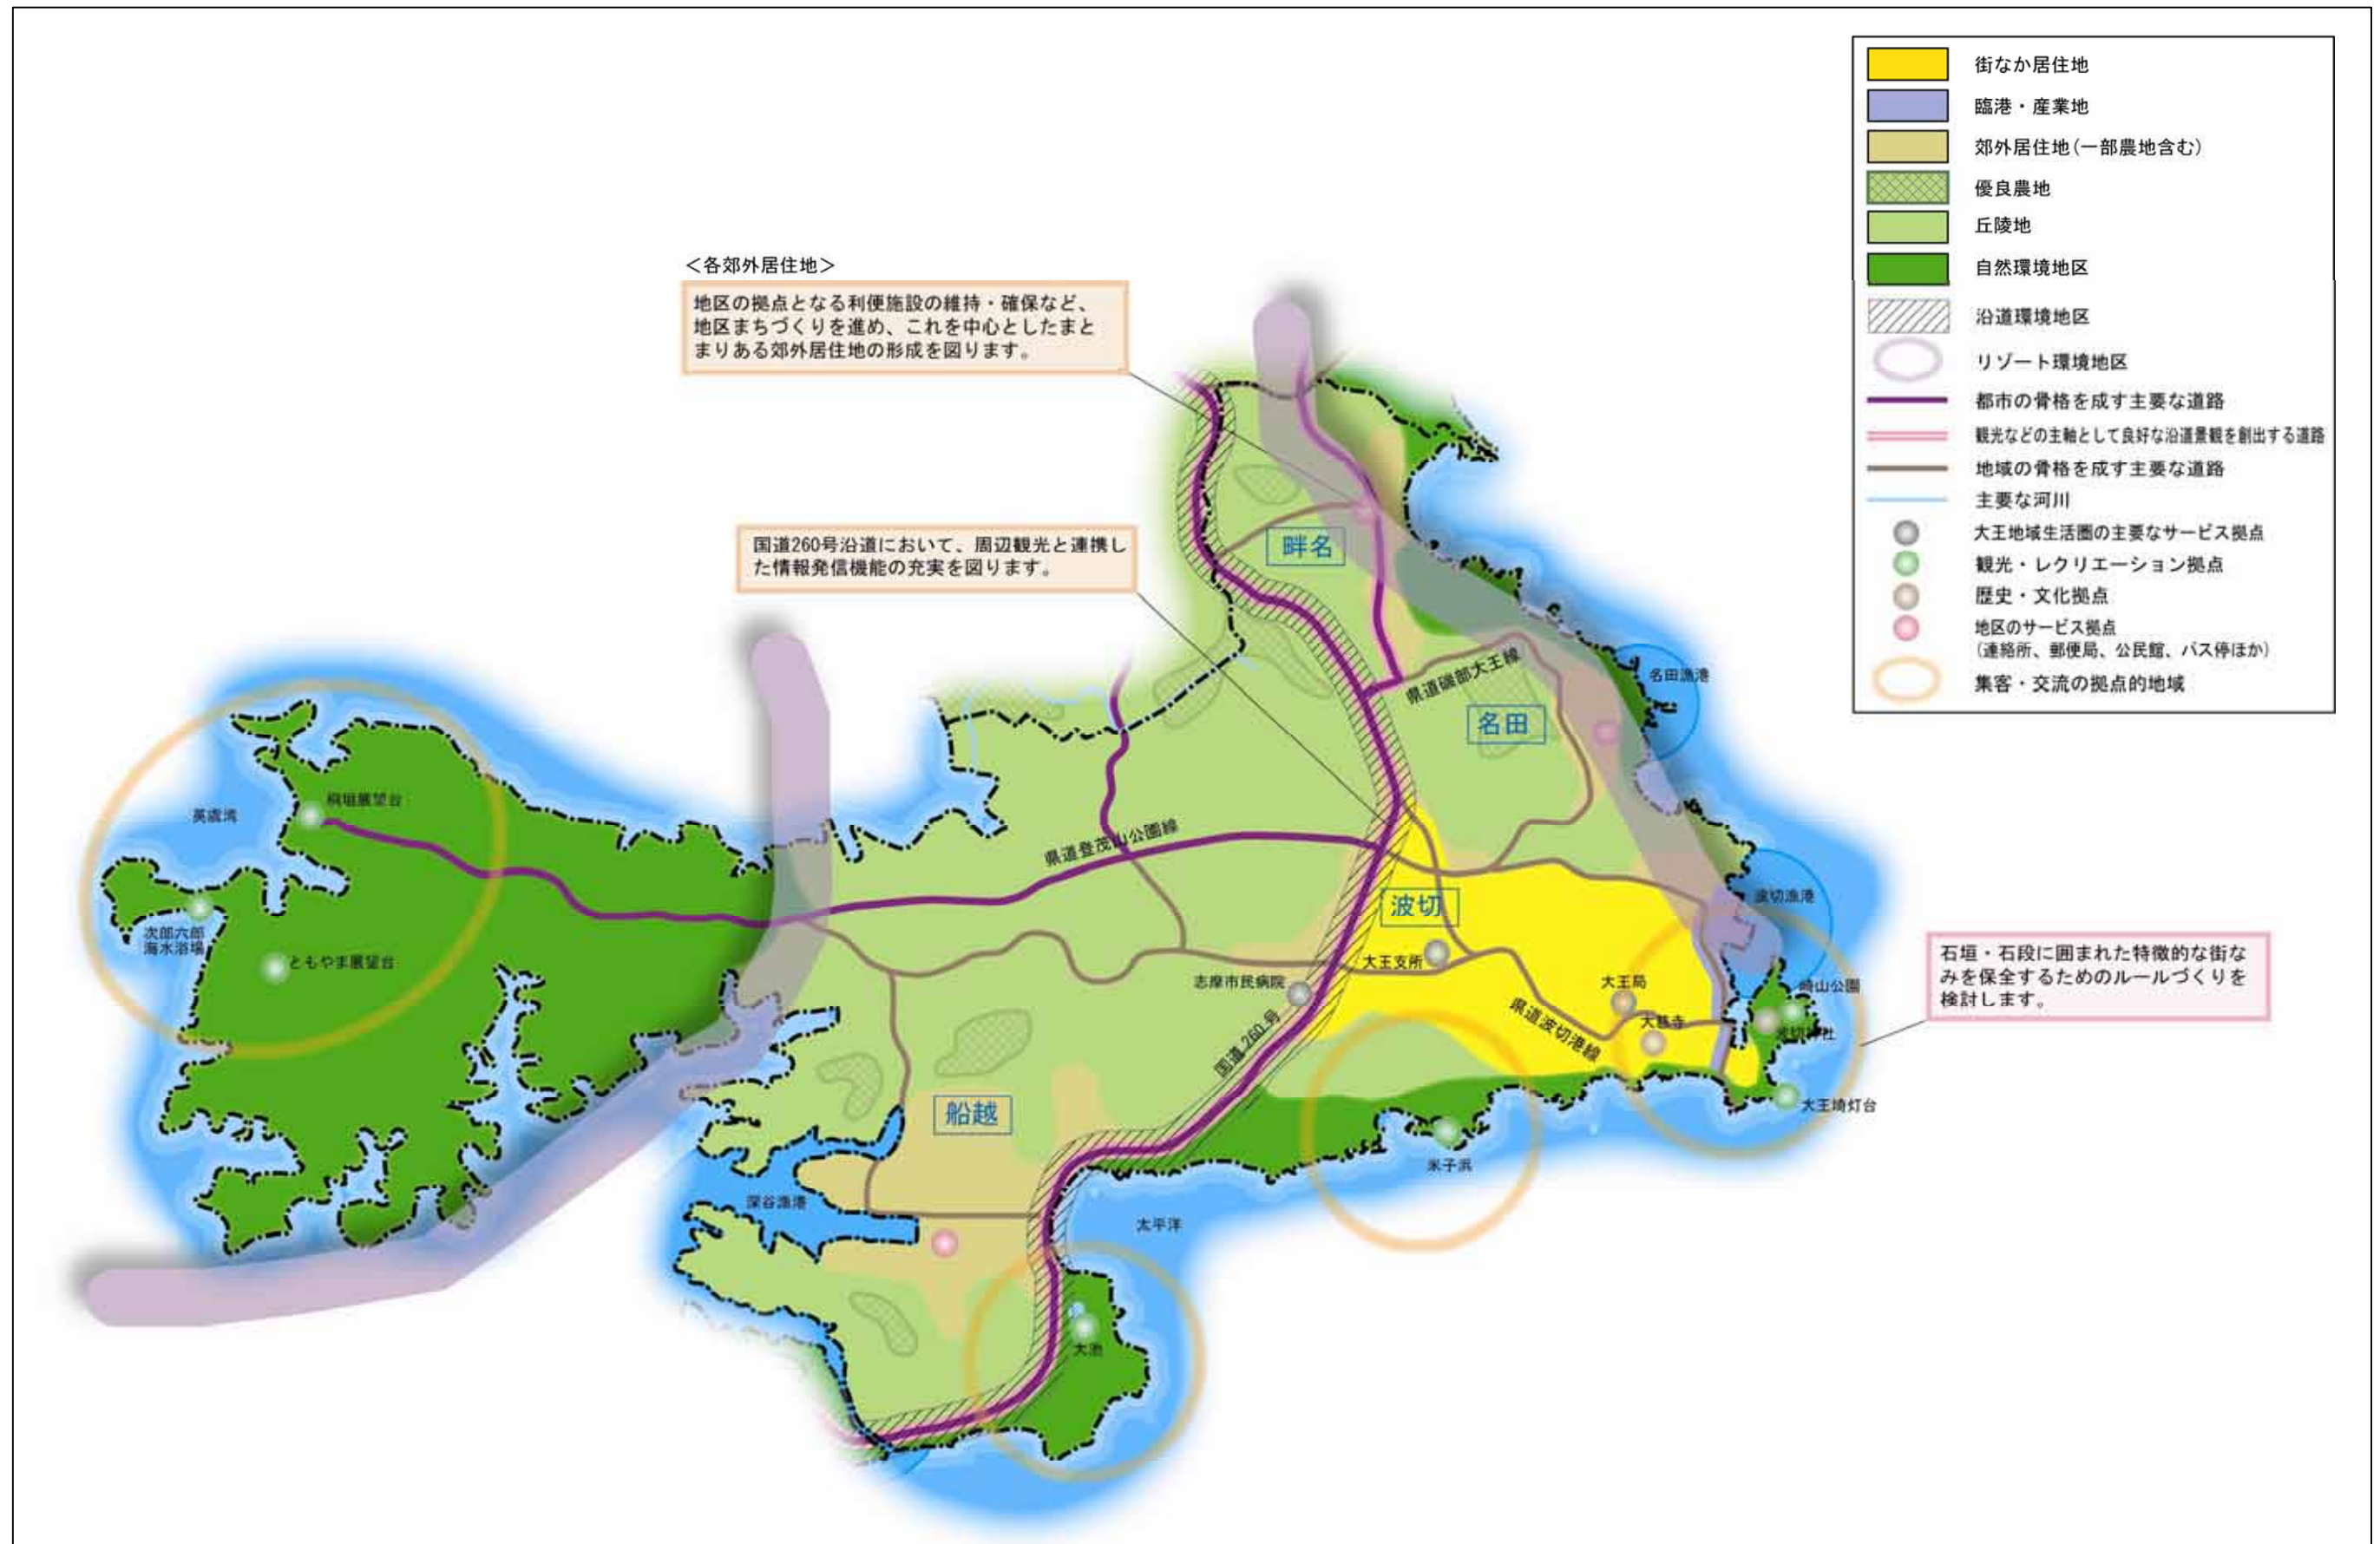 街なか居住地
臨港・産業地
郊外居住地(一部農地含む)
優良農地
丘陵地
自然環境地区
沿道環境地区
リゾート環境地区
都市の骨格を成す主要な道路
観光などの主軸として良好な沿道景観を創出する道路
地域の骨格を成す主要な道路
主要な河川
大王地域生活圏の主要なサービス拠点
観光・レクリエーション拠点
歴史・文化拠点
地区のサービス拠点
(連絡所、郵便局、公民館、バス停ほか)
集客・交流の拠点的地域
<各郊外居住地>
地区の拠点となる利便施設の維持・確保など、
地区まちづくりを進め、これを中心としたまと
まりある郊外居住地の形成を図ります。
国道260号沿道において、周辺観光と連携し
た情報発信機能の充実を図ります。
畔名
県道磯部大王線
名田漁港
名田
桐垣展望台
英虞湾
県道登茂山公園線
波切漁港
波切
次郎六郎
海水浴場
ともやま展望台
大王支所
志摩市民病院
大王局
崎山公園
石垣・石段に囲まれた特徴的な街な
みを保全するためのルールづくりを
検討します。
大慈寺
波切神社
県道波切港線
国道260号
船越
大王埼灯台
米子浜
深谷漁港
太平洋
大池